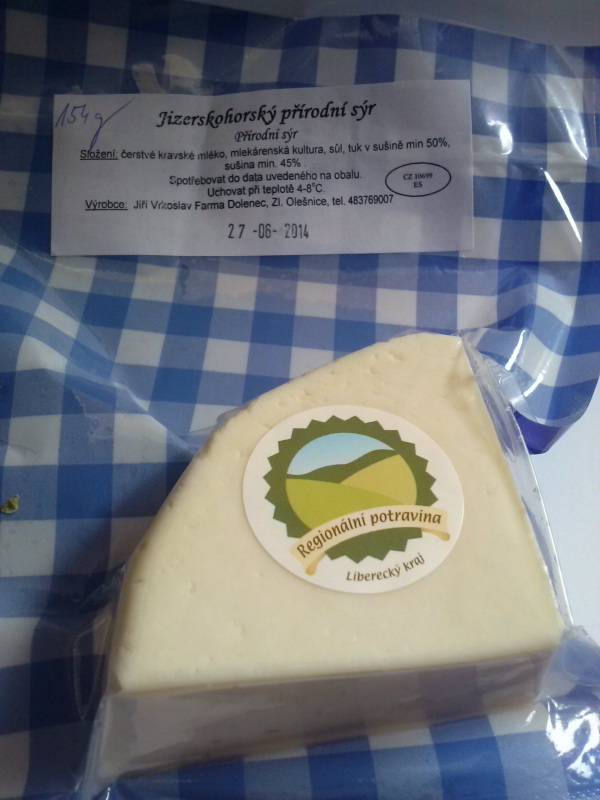 154g
Jizerskohorský přírodní sýr
Přírodní sýr
Složení: čerstvé kravské mléko, mlekárenská kultura, sůl, tuk v sušině min 50%,
sušina min. 45% .
Spotřebovat do data uvedeného na obalu.
Uchovat při teplotě 4-8°C.
CZ 10699
ES
Výrobce: Jiří Vrkoslav Farma Dolenec, Zl. Olešnice, tel. 483769007
27 -06- 2014
Regionální potravina
Liberecký kraj